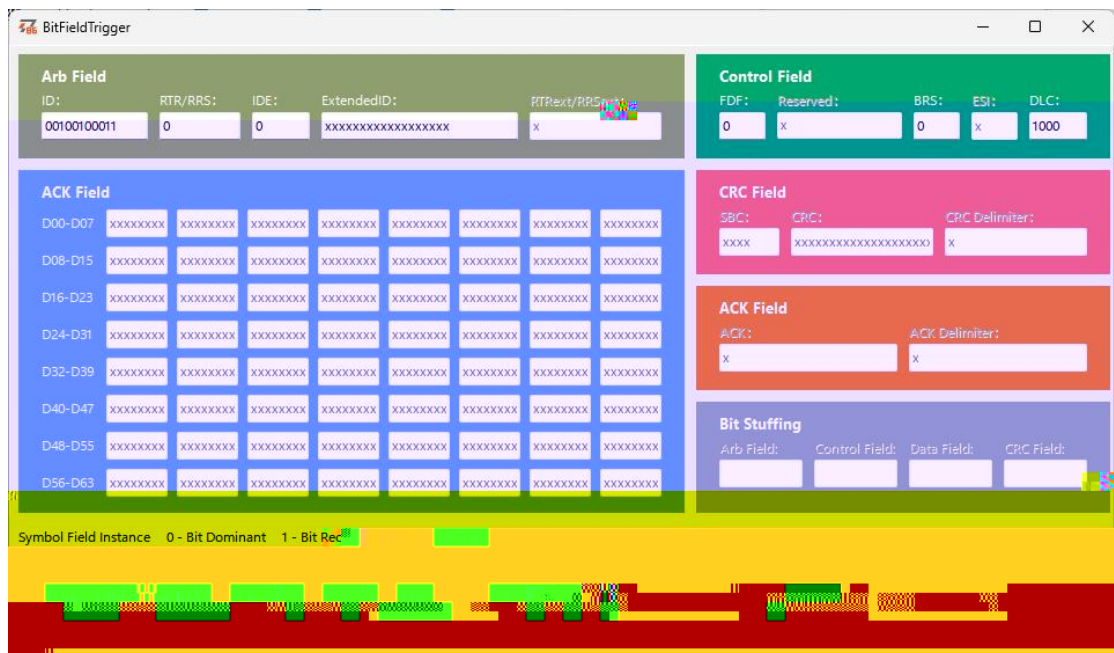 BitFieldTrigger
Arb Field
ID: RTR/RRS: IDE: ExtendedID:
00100100011 0 0 xxxxxxxxxxxxxxxxxx x
Control Field
FDF: Reserved: BRS: ESI: DLC:
0 x 0 x 1000
ACK Field
D00-D07 xxxxxxxx xxxxxxxx xxxxxxxx xxxxxxxx xxxxxxxx xxxxxxxx xxxxxxxx xxxxxxxx
D08-D15 xxxxxxxx xxxxxxxx xxxxxxxx xxxxxxxx xxxxxxxx xxxxxxxx xxxxxxxx xxxxxxxx
D16-D23 xxxxxxxx xxxxxxxx xxxxxxxx xxxxxxxx xxxxxxxx xxxxxxxx xxxxxxxx xxxxxxxx
D24-D31 xxxxxxxx xxxxxxxx xxxxxxxx xxxxxxxx xxxxxxxx xxxxxxxx xxxxxxxx xxxxxxxx
D32-D39 xxxxxxxx xxxxxxxx xxxxxxxx xxxxxxxx xxxxxxxx xxxxxxxx xxxxxxxx xxxxxxxx
D40-D47 xxxxxxxx xxxxxxxx xxxxxxxx xxxxxxxx xxxxxxxx xxxxxxxx xxxxxxxx xxxxxxxx
D48-D55 xxxxxxxx xxxxxxxx xxxxxxxx xxxxxxxx xxxxxxxx xxxxxxxx xxxxxxxx xxxxxxxx
D56-D63 xxxxxxxx xxxxxxxx xxxxxxxx xxxxxxxx xxxxxxxx xxxxxxxx xxxxxxxx xxxxxxxx
CRC Field
SBC: CRC: CRC Delimiter:
xxxx xxxxxxxxxxxxxxxxxxxx x
ACK Field
ACK: ACK Delimiter:
x x
Bit Stuffing
Arb Field: Control Field: Data Field: CRC Field:
Symbol Field Instance 0 - Bit Dominant 1 - Bit